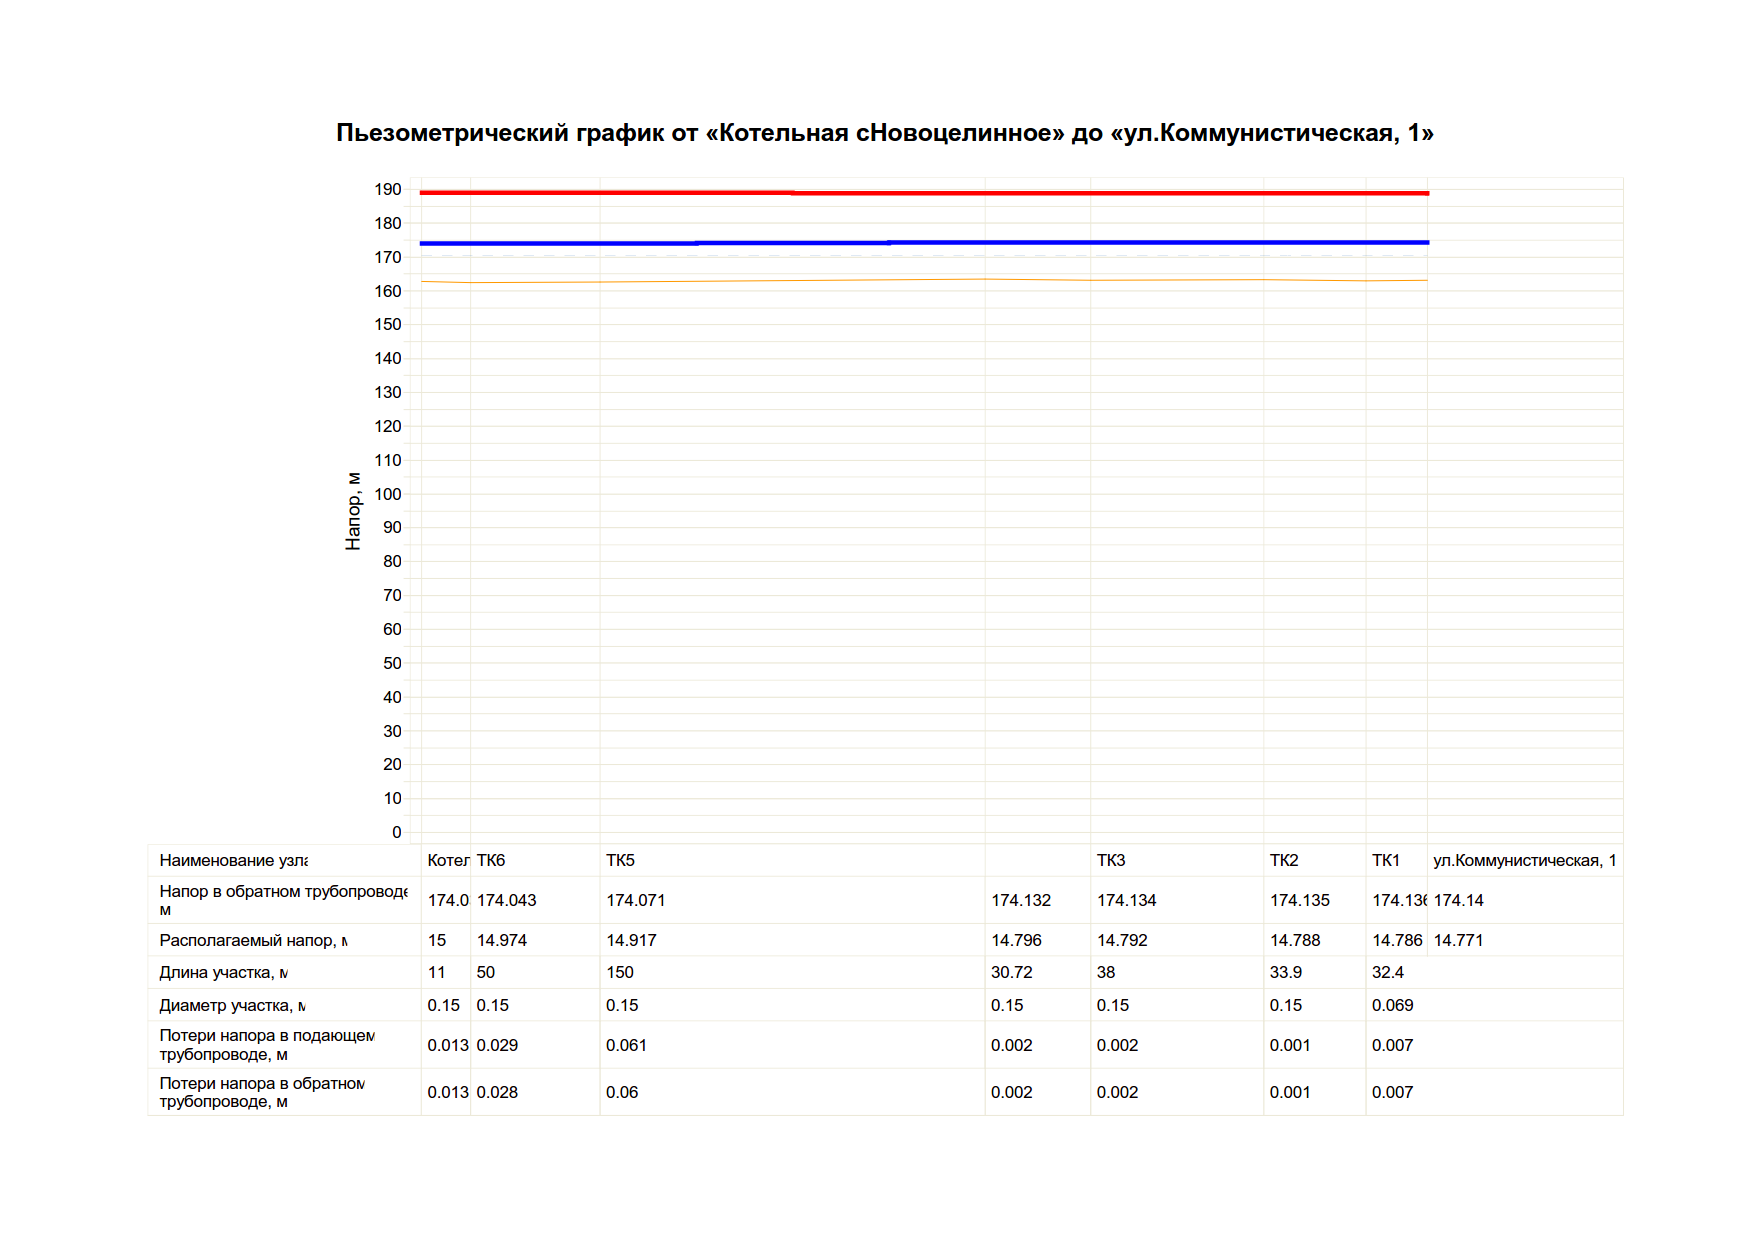 Пьезометрический график от «Котельная сНовоцелинное» до «ул.Коммунистическая, 1»
190
180
170
160
150
140
130
120
110
100
90
80
70
60
50
40
30
20
10
0
Напор, м
Наименование узла Котел ТК6 ТК5 ТК3 ТК2 ТК1 ул.Коммунистическая, 1
Напор в обратном трубопроводе
м
174.0 174.043 174.071 174.132 174.134 174.135 174.136 174.14
Располагаемый напор, м 15 14.974 14.917 14.796 14.792 14.788 14.786 14.771
Длина участка, м 11 50 150 30.72 38 33.9 32.4
Диаметр участка, м 0.15 0.15 0.15 0.15 0.15 0.15 0.069
Потери напора в подающем
трубопроводе, м
0.013 0.029 0.061 0.002 0.002 0.001 0.007
Потери напора в обратном
трубопроводе, м
0.013 0.028 0.06 0.002 0.002 0.001 0.007